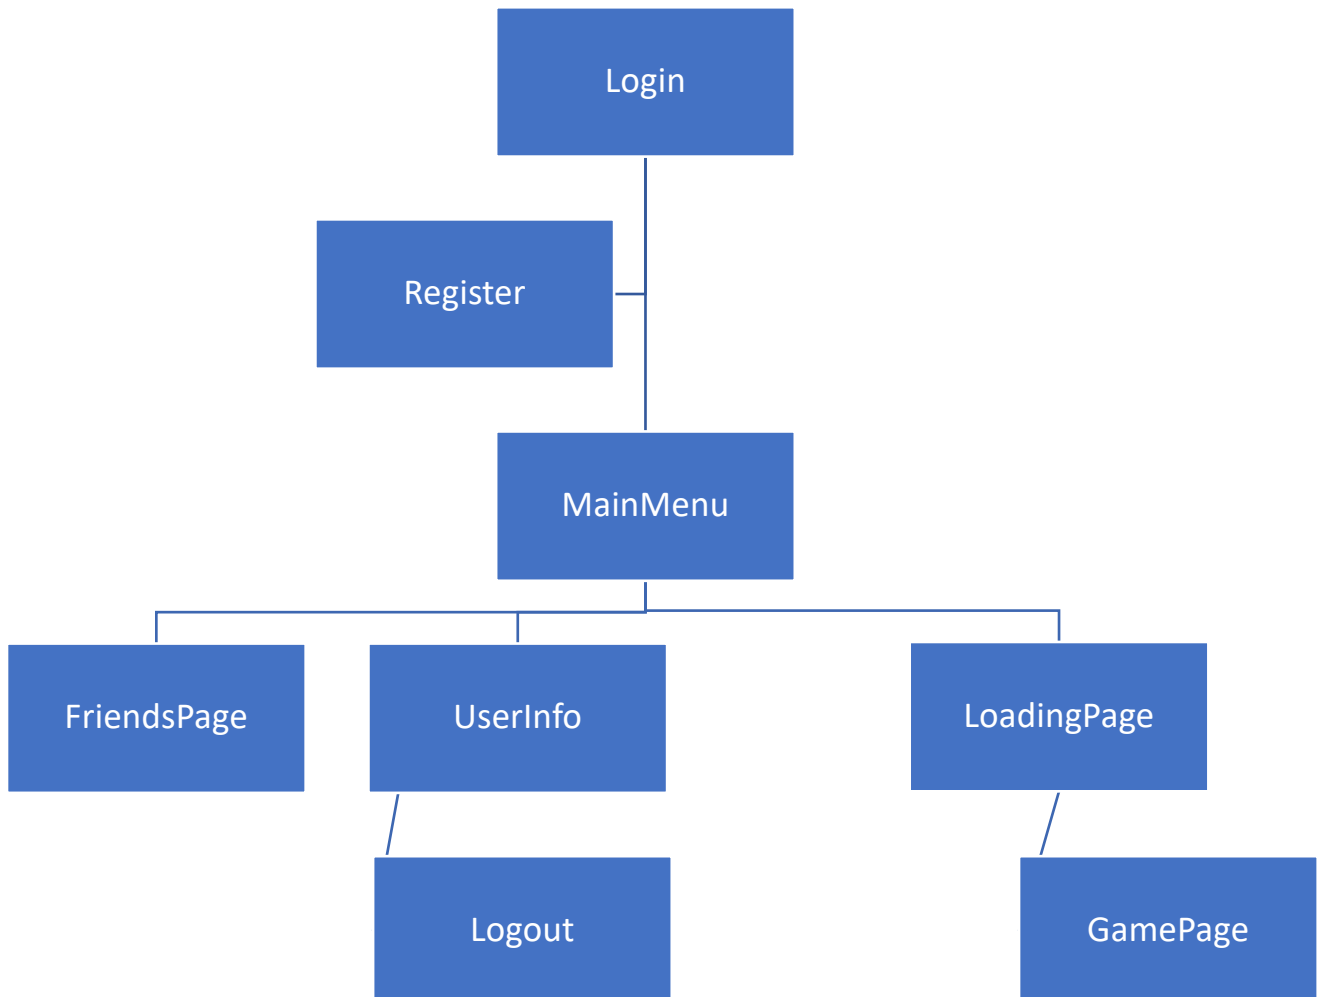 Login
Register
MainMenu
FriendsPage
UserInfo
LoadingPage
Logout
GamePage